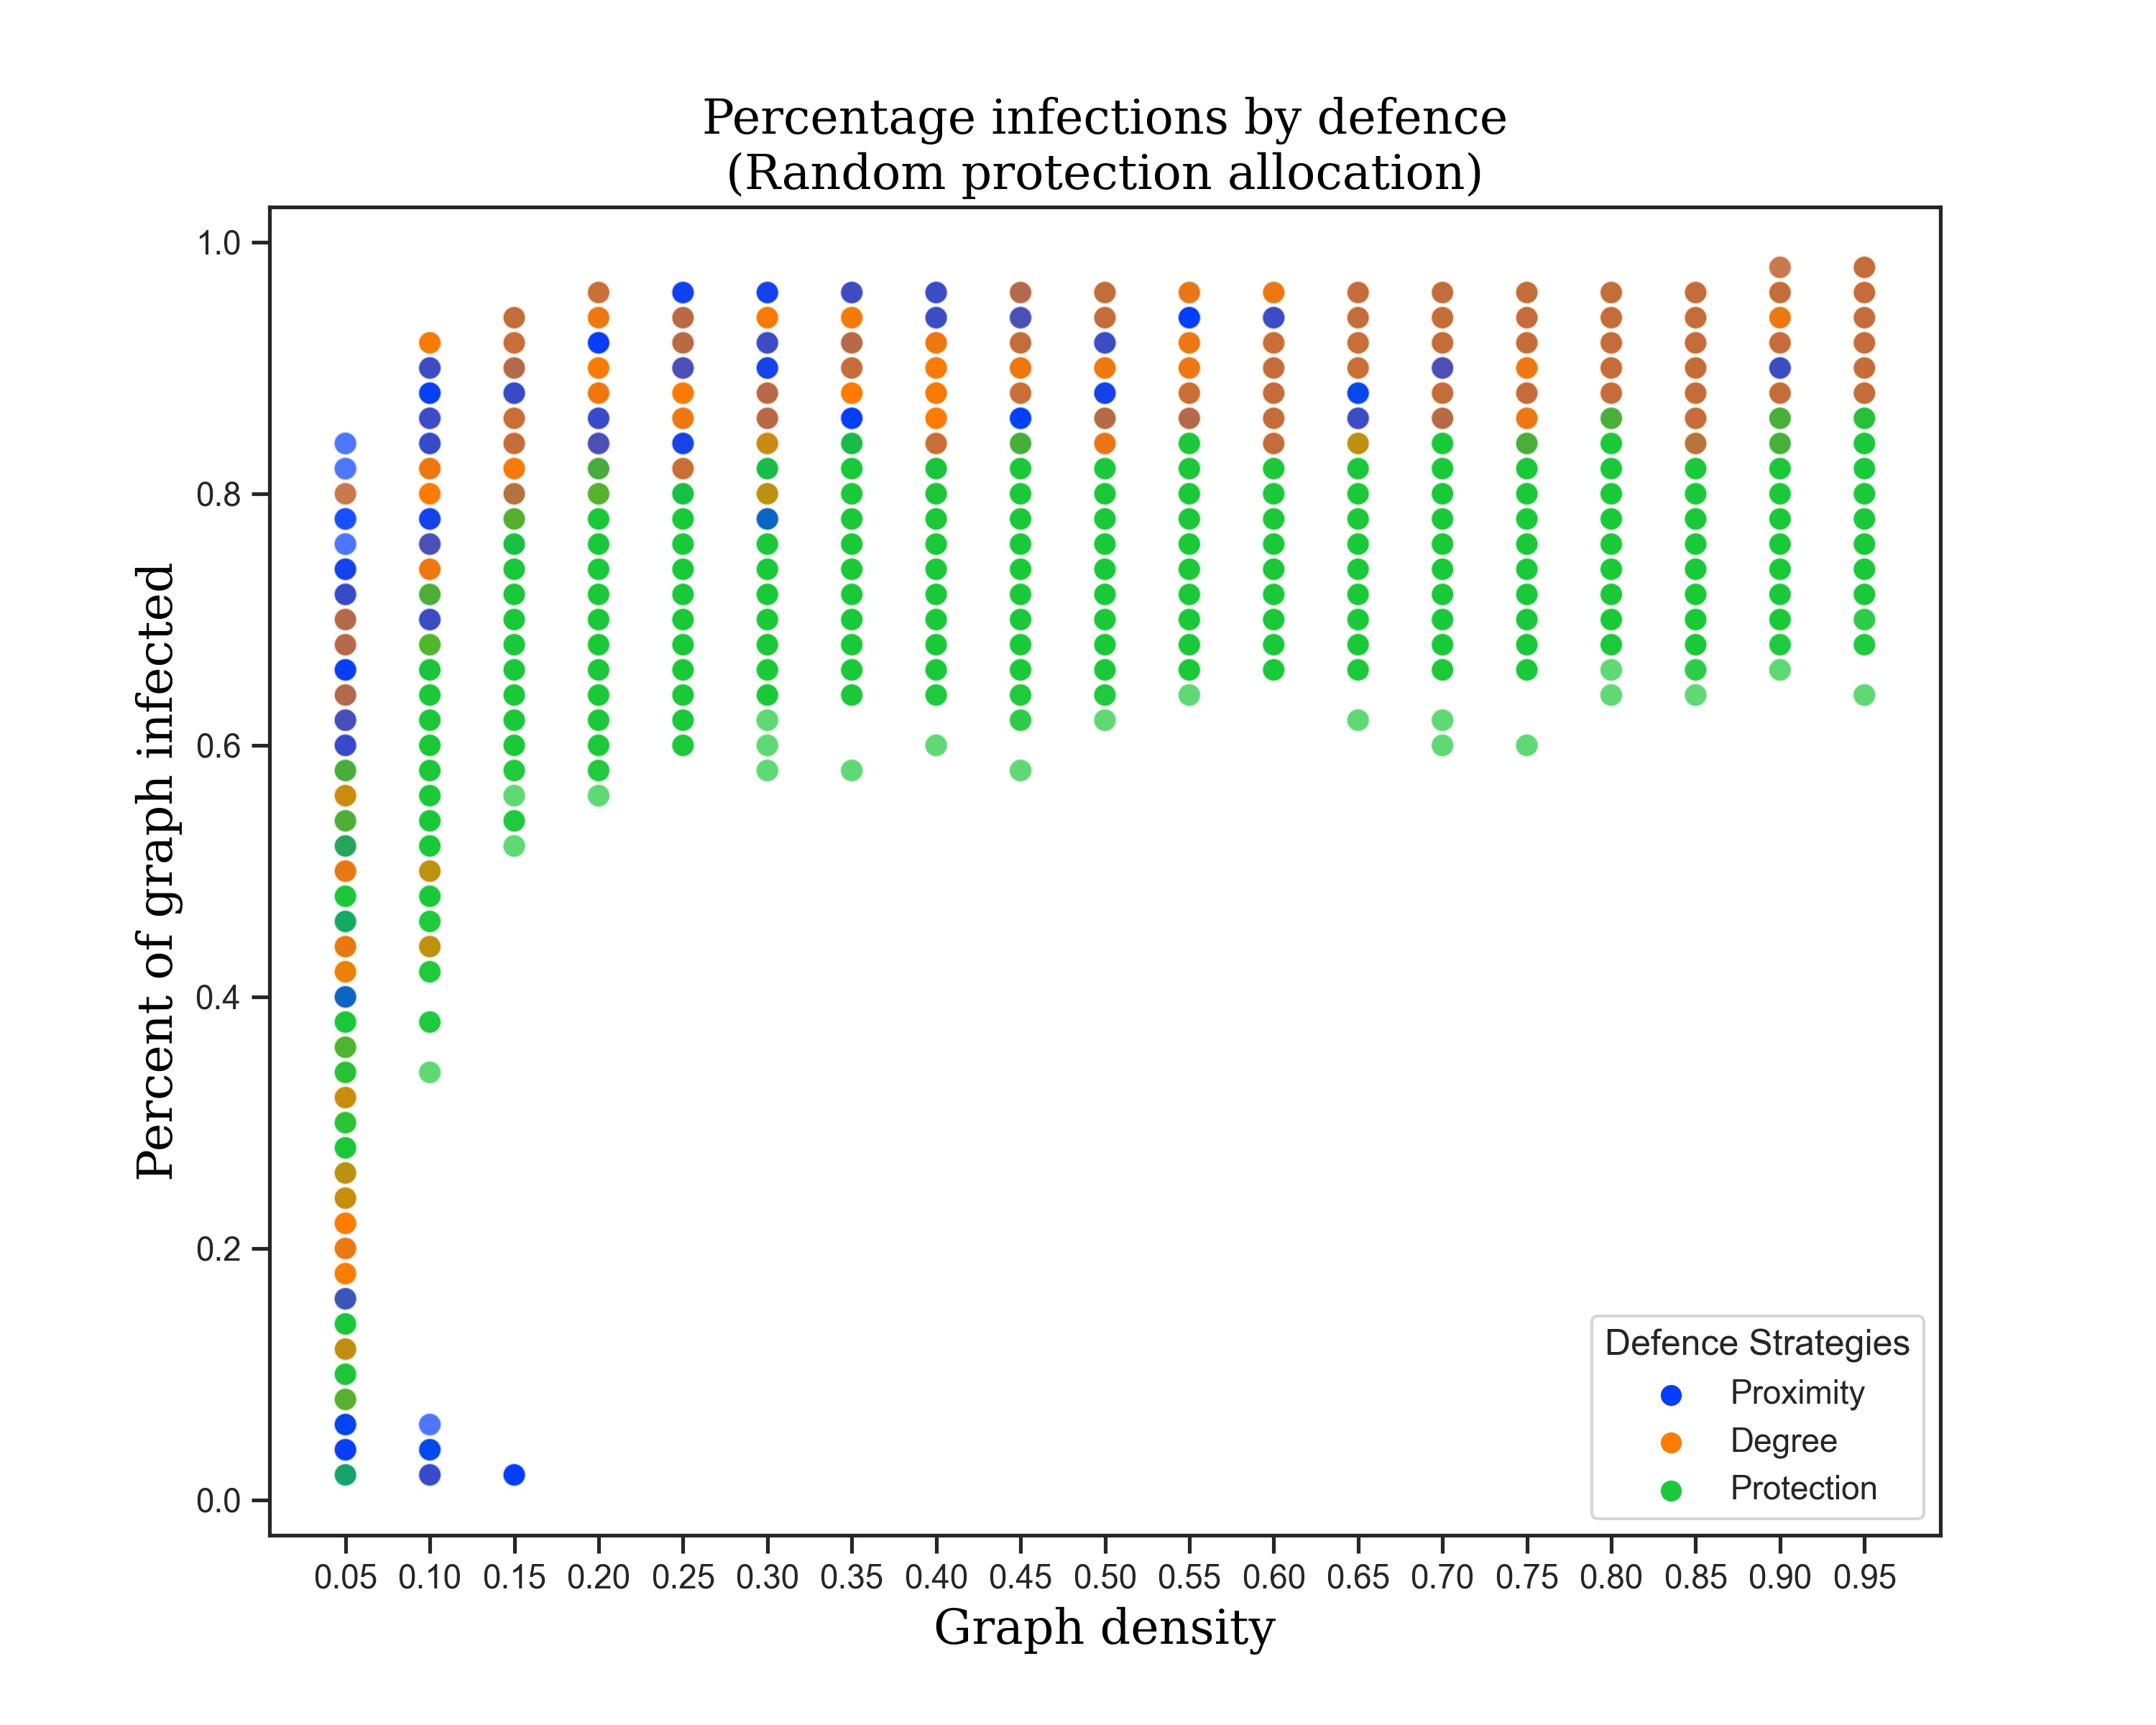 Percentage infections by defence
(Random protection allocation)
Percent of graph infected
1.0
0.8
0.6
0.4
0.2
0.0
0.05 0.10 0.15 0.20 0.25 0.30 0.35 0.40 0.45 0.50 0.55 0.60 0.65 0.70 0.75 0.80 0.85 0.90 0.95
Graph density
Defence Strategies
Proximity
Degree
Protection